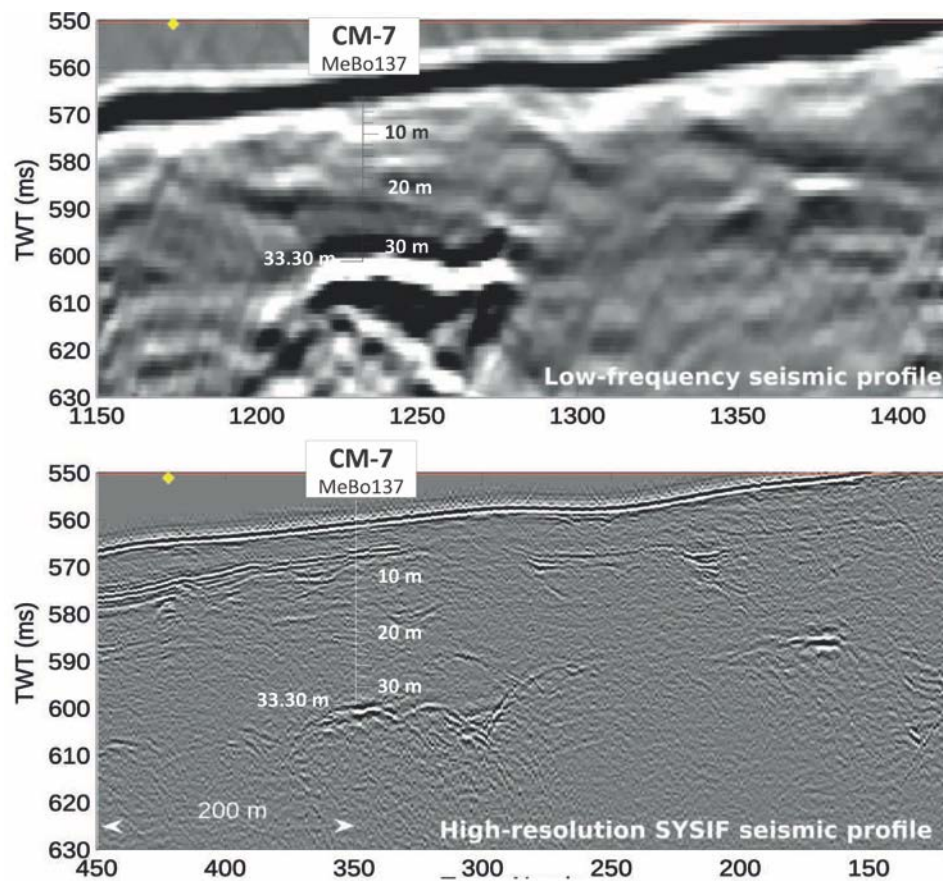 550
560
570
580
590
600
610
620
630
TWT (ms)
CM-7
MeBo137
10 m
20 m
30 m
33.30 m
Low-frequency seismic profile
1150 1200 1250 1300 1350 1400
550
560
570
580
590
600
610
620
630
TWT (ms)
CM-7
MeBo137
10 m
20 m
30 m
33.30 m
200 m
High-resolution SYSIF seismic profile
450 400 350 300 250 200 150